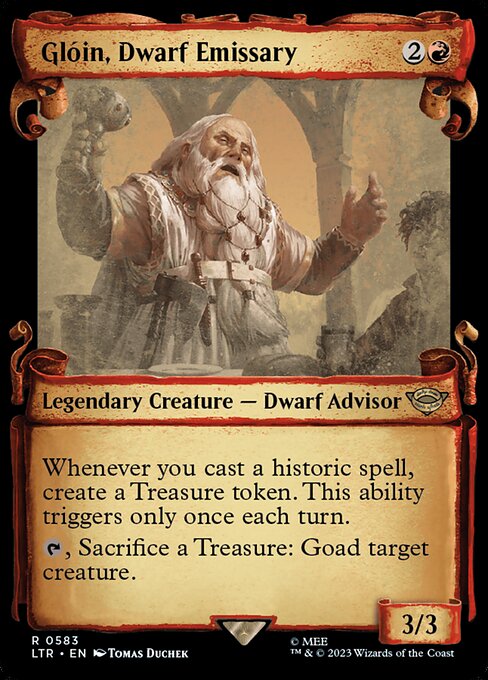 Glóin, Dwarf Emissary 2
Legendary Creature — Dwarf Advisor
Whenever you cast a historic spell,
create a Treasure token. This ability
triggers only once each turn.
, Sacrifice a Treasure: Goad target
creature.
3/3
R 0583
LTR • EN Tomas Duchek
© MEE
™ & © 2023 Wizards of the Coast